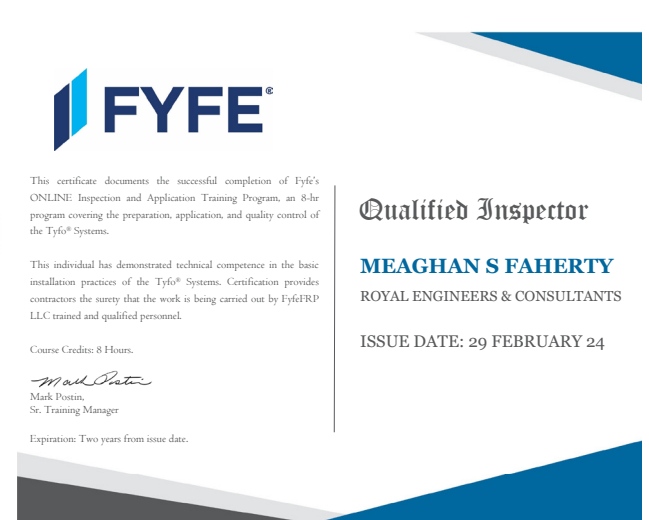 FYFE®
This certificate documents the successful completion of Fyfe's
ONLINE Inspection and Application Training Program, an 8-hr
program covering the preparation, application, and quality control of
the Tyfo® Systems.
This individual has demonstrated technical competence in the basic
installation practices of the Tyfo® Systems. Certification provides
contractors the surety that the work is being carried out by FyfeFRP
LLC trained and qualified personnel.
Course Credits: 8 Hours.
Mark Postin
Mark Postin,
Sr. Training Manager
Expiration: Two years from issue date.
Qualified Inspector
MEAGHAN S FAHERTY
ROYAL ENGINEERS & CONSULTANTS
ISSUE DATE: 29 FEBRUARY 24